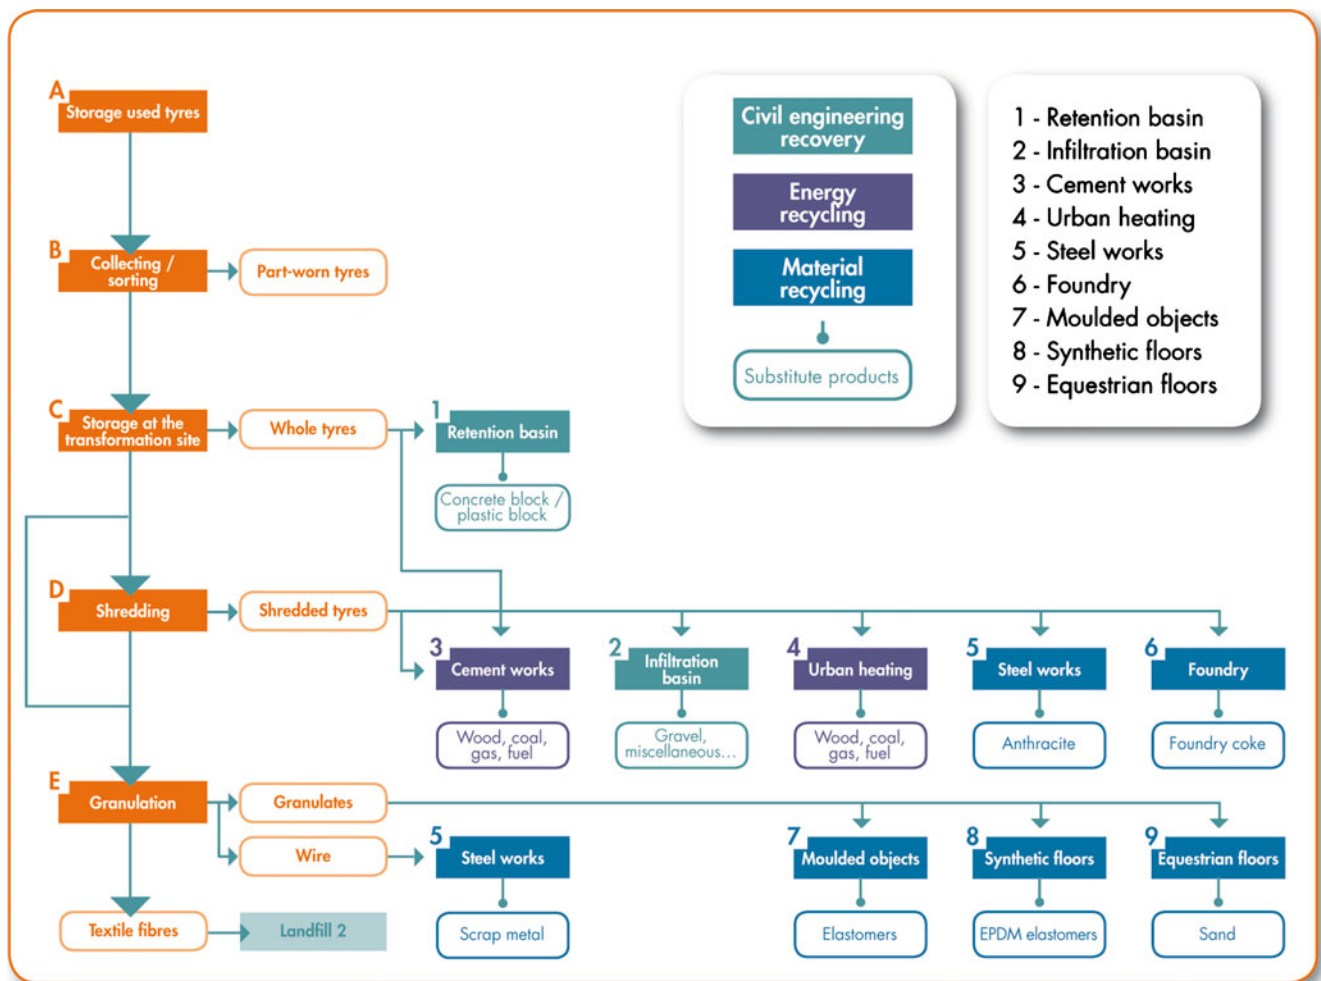 A
Storage used tyres
B
Collecting /
sorting
Part-worn tyres
C
Storage at the
transformation site
Whole tyres
1
Retention basin
Concrete block /
plastic block
D
Shredding
Shredded tyres
3
Cement works
Wood, coal,
gas, fuel
2
Infiltration
basin
Gravel,
miscellaneous...
4
Urban heating
Wood, coal,
gas, fuel
5
Steel works
Anthracite
6
Foundry
Foundry coke
E
Granulation
Granulates
Wire
5
Steel works
Scrap metal
7
Moulded objects
Elastomers
8
Synthetic floors
EPDM elastomers
9
Equestrian floors
Sand
Textile fibres
Landfill 2
Civil engineering
recovery
Energy
recycling
Material
recycling
Substitute products
1 - Retention basin
2 - Infiltration basin
3 - Cement works
4 - Urban heating
5 - Steel works
6 - Foundry
7 - Moulded objects
8 - Synthetic floors
9 - Equestrian floors